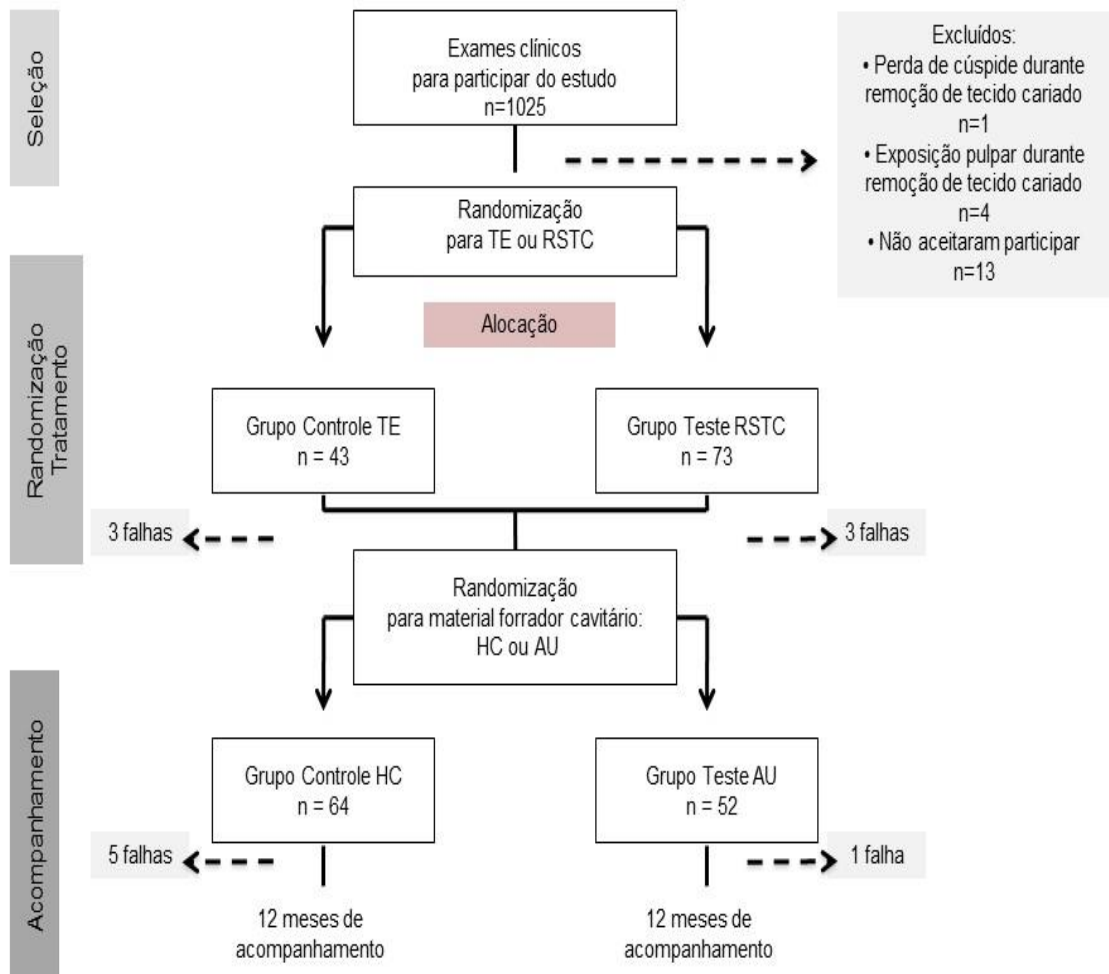 Seleção
Exames clínicos
para participar do estudo
n=1025
Excluídos:
• Perda de cúspide durante
remoção de tecido cariado
n=1
• Exposição pulpar durante
remoção de tecido cariado
n=4
• Não aceitaram participar
n=13
Randomização
para TE ou RSTC
Randomização
Tratamento
Alocação
Grupo Controle TE
n = 43
Grupo Teste RSTC
n = 73
3 falhas
3 falhas
Randomização
para material forrador cavitário:
HC ou AU
Acompanhamento
Grupo Controle HC
n = 64
Grupo Teste AU
n = 52
5 falhas
1 falha
12 meses de
acompanhamento
12 meses de
acompanhamento